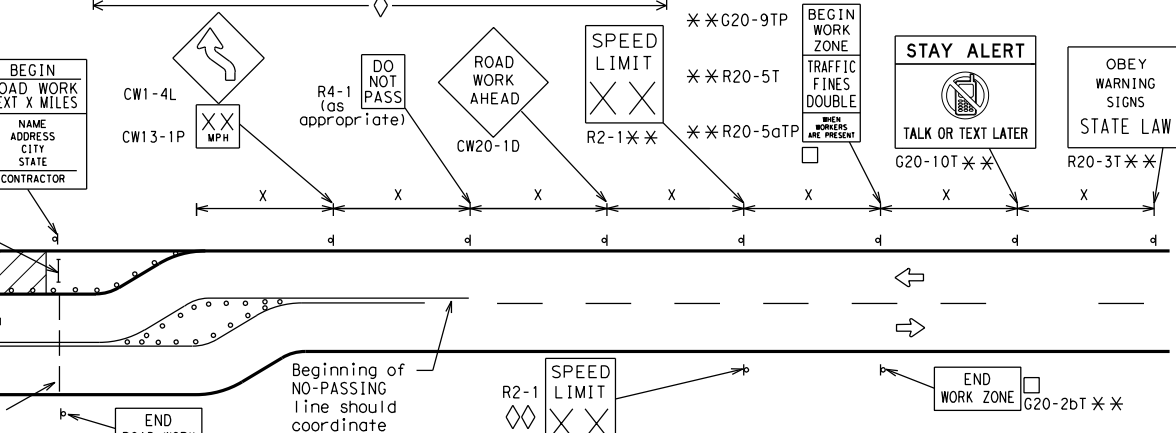 BEGIN
ROAD WORK
NEXT X MILES
NAME
ADDRESS
CITY
STATE
CONTRACTOR
CW1-4L
CW13-1P
XX
MPH
R4-1
(as
appropriate)
DO
NOT
PASS
ROAD
WORK
AHEAD
CW20-1D
SPEED
LIMIT
XX
R2-1**
**G20-9TP
**R20-5T
**R20-5aTP
BEGIN
WORK
ZONE
TRAFFIC
FINES
DOUBLE
WHEN
WORKERS
ARE PRESENT
STAY ALERT
TALK OR TEXT LATER
G20-10T**
OBEY
WARNING
SIGNS
STATE LAW
R20-3T**
X X X X X X X
Beginning of
NO-PASSING
line should
coordinate
R2-1
SPEED
LIMIT
XX
END
WORK ZONE
G20-2bT**
END
ROAD WORK